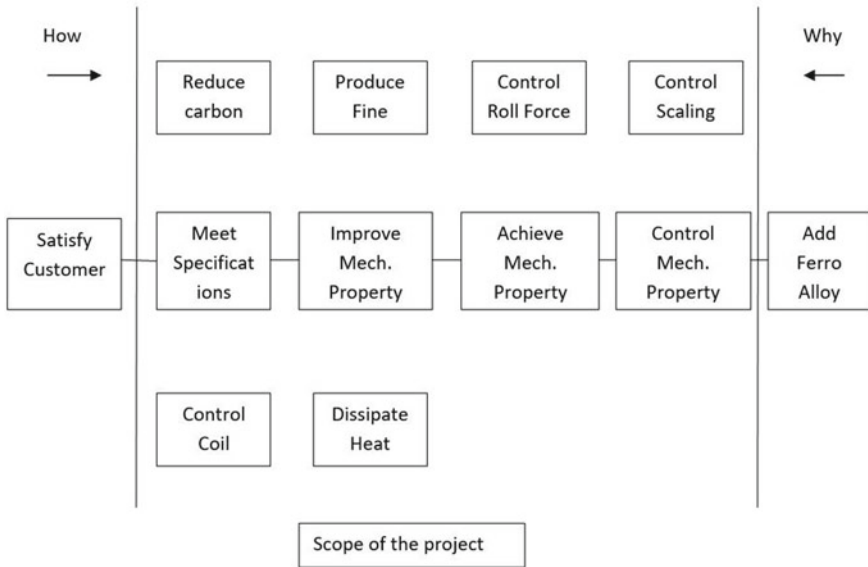 How
Why
Reduce
carbon
Produce
Fine
Control
Roll Force
Control
Scaling
Satisfy
Customer
Meet
Specificat
ions
Improve
Mech.
Property
Achieve
Mech.
Property
Control
Mech.
Property
Add
Ferro
Alloy
Control
Coil
Dissipate
Heat
Scope of the project